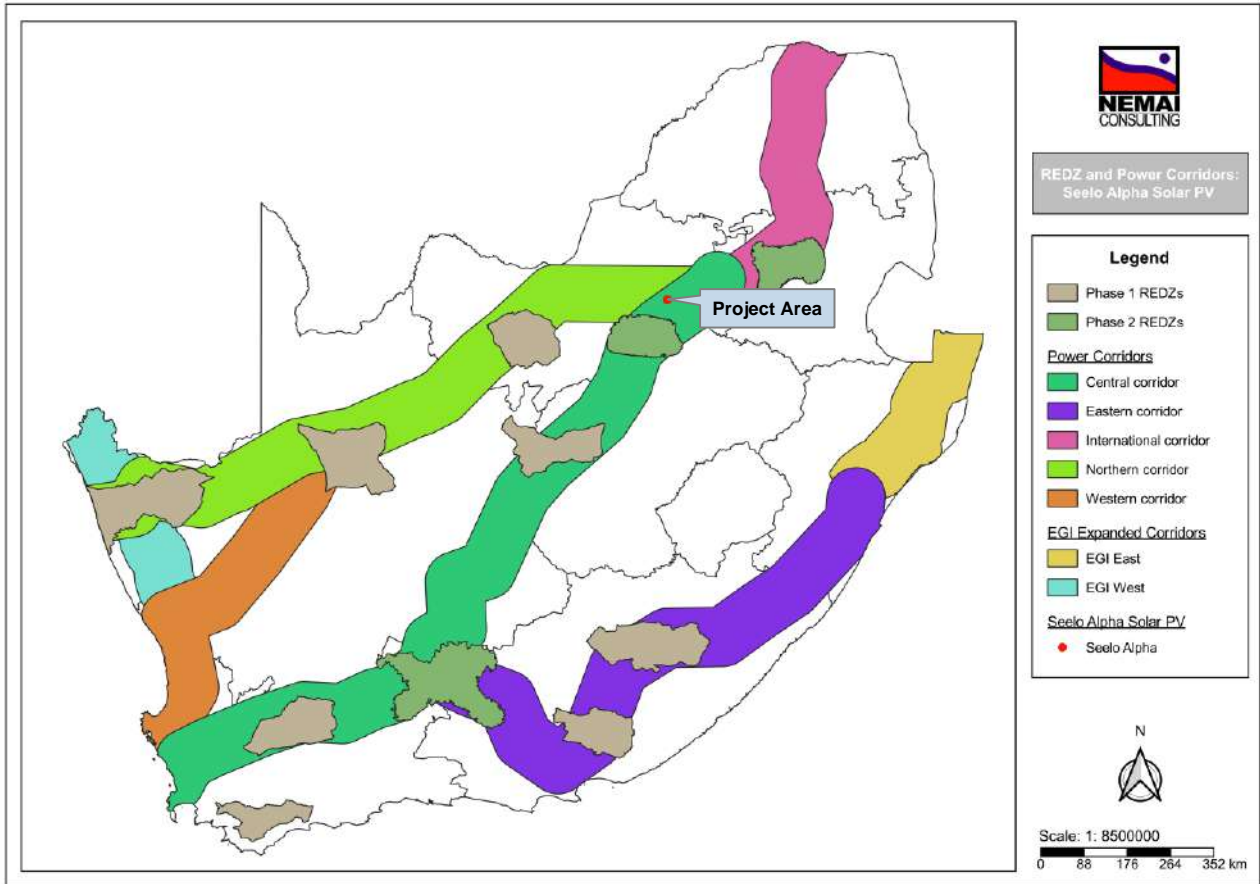 Project Area
NEMAI
CONSULTING
REDZ and Power Corridors:
Seelo Alpha Solar PV
Legend
Phase 1 REDZs
Phase 2 REDZs
Power Corridors
Central corridor
Eastern corridor
International corridor
Northern corridor
Western corridor
EGI Expanded Corridors
EGI East
EGI West
Seelo Alpha Solar PV
Seelo Alpha
N
Scale: 1: 8500000
0 88 176 264 352 km